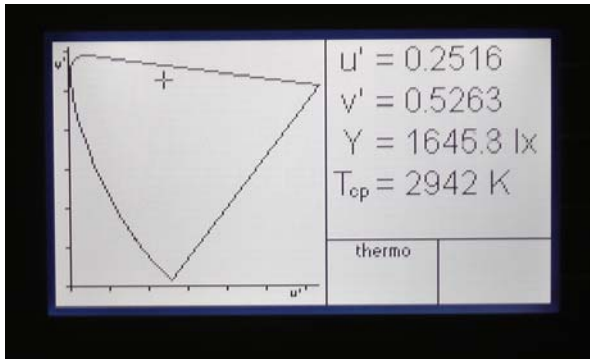 v'
u'
u' = 0.2516
v' = 0.5263
Y = 1645.3 lx
Tcp = 2942 K
thermo